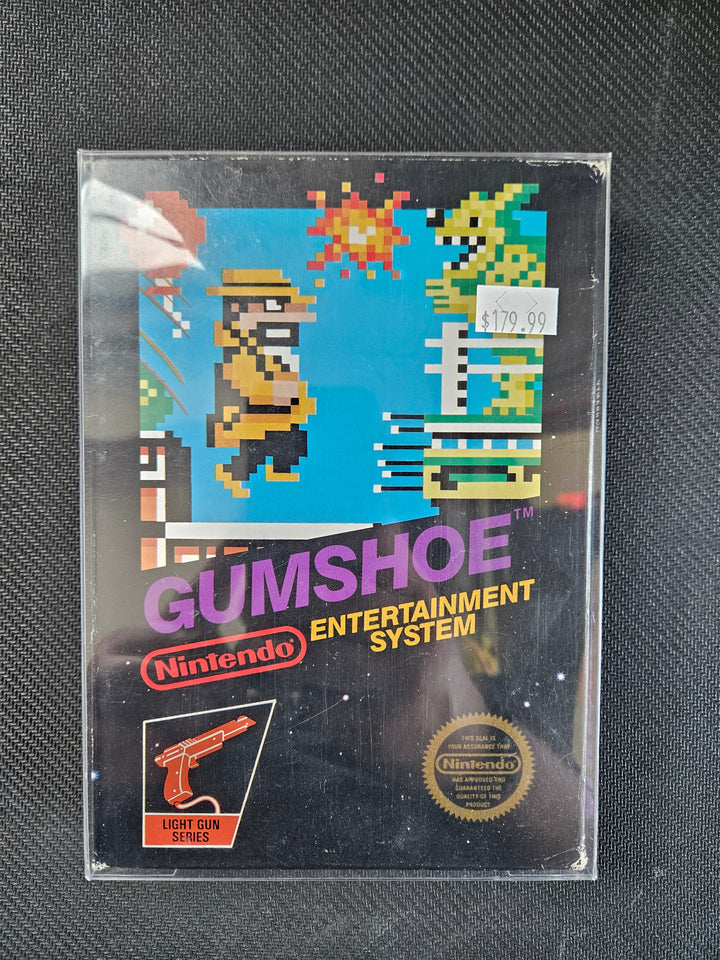 $179.99
GUMSHOE™
Nintendo®
ENTERTAINMENT
SYSTEM
LIGHT GUN
SERIES
THIS SEAL IS
YOUR ASSURANCE THAT
Nintendo
HAS APPROVED AND
GUARANTEED THE
QUALITY OF THIS
PRODUCT